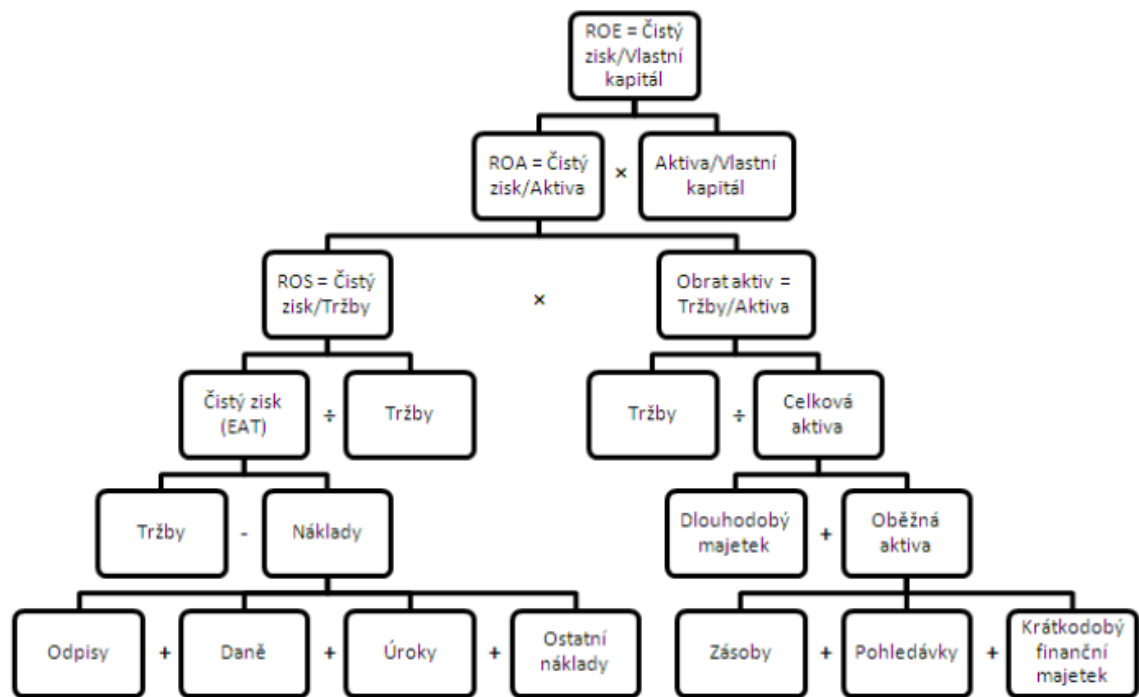 ROE = Čistý
zisk/Vlastní
kapitál
ROA = Čistý
zisk/Aktiva
×
Aktiva/Vlastní
kapitál
ROS = Čistý
zisk/Tržby
×
Obrat aktiv =
Tržby/Aktiva
Čistý zisk
(EAT)
÷
Tržby
Tržby
÷
Celková
aktiva
Tržby
-
Náklady
Dlouhodobý
majetek
+
Oběžná
aktiva
Odpisy
+
Daně
+
Úroky
+
Ostatní
náklady
Zásoby
+
Pohledávky
+
Krátkodobý
finanční
majetek